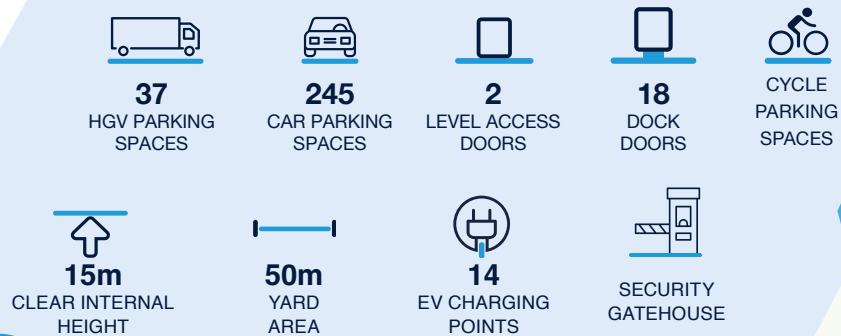 37
HGV PARKING
SPACES
245
CAR PARKING
SPACES
2
LEVEL ACCESS
DOORS
18
DOCK
DOORS
CYCLE
PARKING
SPACES
15m
CLEAR INTERNAL
HEIGHT
50m
YARD
AREA
14
EV CHARGING
POINTS
SECURITY
GATEHOUSE